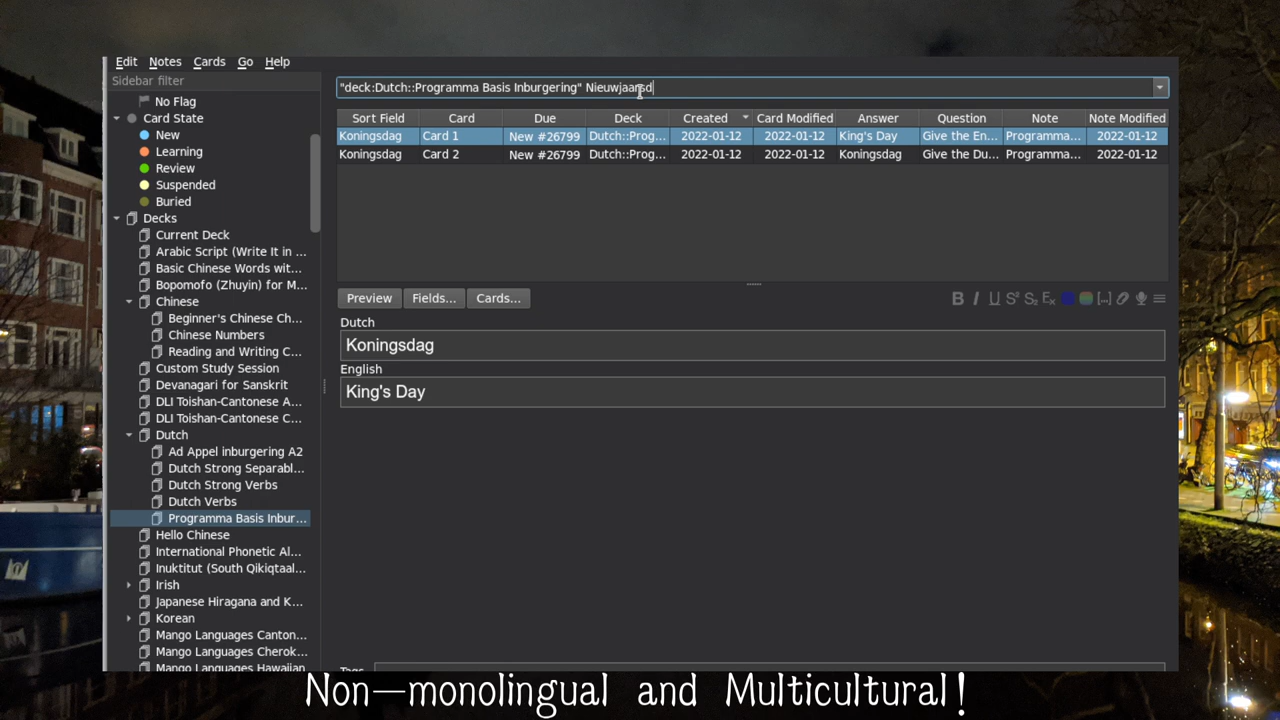 Edit Notes Cards Go Help
Sidebar filter
No Flag
Card State
New
Learning
Review
Suspended
Buried
Decks
Current Deck
Arabic Script (Write It in ...
Basic Chinese Words wit...
Bopomofo (Zhuyin) for M...
Chinese
Beginner's Chinese Ch...
Chinese Numbers
Reading and Writing C...
Custom Study Session
Devanagari for Sanskrit
DLI Toishan-Cantonese A...
DLI Toishan-Cantonese C...
Dutch
Ad Appel inburgering A2
Dutch Strong Separabl...
Dutch Strong Verbs
Dutch Verbs
Programma Basis Inbur...
Hello Chinese
International Phonetic Al...
Inuktitut (South Qikiqtaal...
Irish
Japanese Hiragana and K...
Korean
Mango Languages Canton...
Mango Languages Cherok...
Mango Languages Hawaiian
"deck:Dutch::Programma Basis Inburgering" Nieuwjaarsd
Sort Field Card Due Deck Created Card Modified Answer Question Note Note Modified
Koningsdag Card 1 New #26799 Dutch::Prog... 2022-01-12 2022-01-12 King's Day Give the En... Programma... 2022-01-12
Koningsdag Card 2 New #26799 Dutch::Prog... 2022-01-12 2022-01-12 Koningsdag Give the Du... Programma... 2022-01-12
Preview Fields... Cards...
Dutch
Koningsdag
English
King's Day
Tags
Non-monolingual and Multicultural!